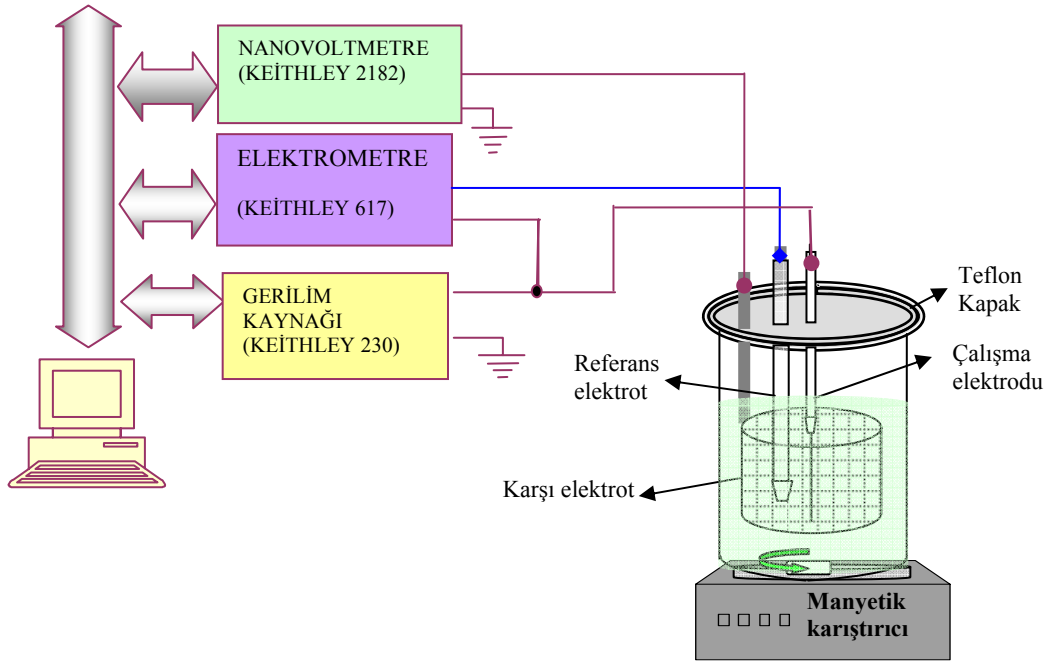 NANOVOLTMETRE
(KEİTHLEY 2182)
ELEKTROMETRE
(KEİTHLEY 617)
GERİLİM
KAYNAĞI
(KEİTHLEY 230)
Teflon
Kapak
Referans
elektrot
Çalışma
elektrodu
Karşı elektrot
Manyetik
karıştırıcı